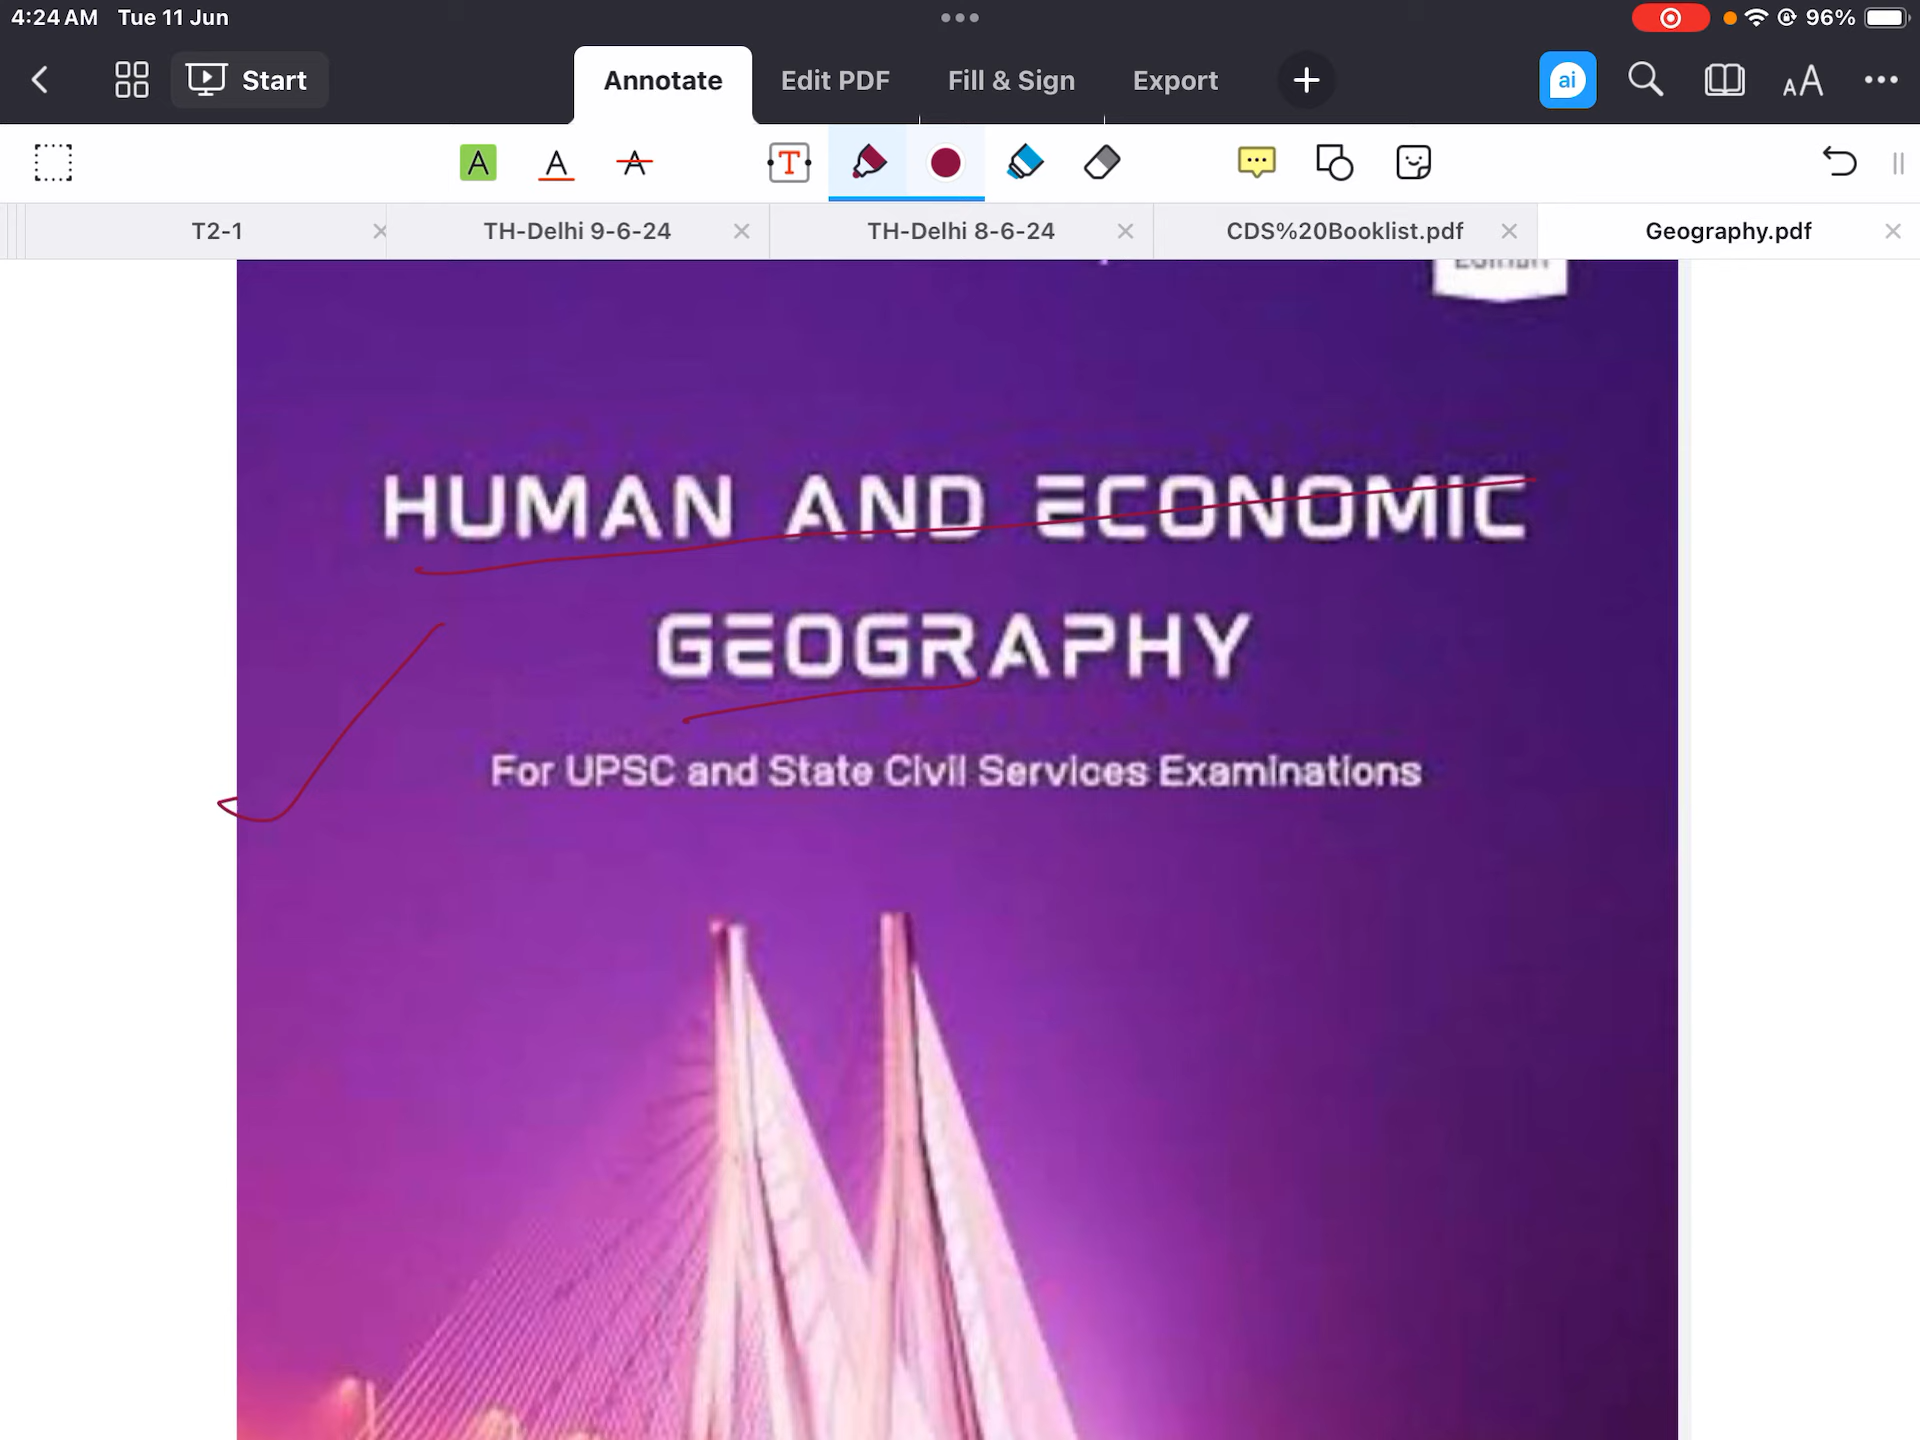 4:24 AM Tue 11 Jun
96%
Start
Annotate
Edit PDF
Fill & Sign
Export
ai
AA
A
A
A
T
T2-1
TH-Delhi 9-6-24
TH-Delhi 8-6-24
CDS%20Booklist.pdf
Geography.pdf
HUMAN AND ECONOMIC
GEOGRAPHY
For UPSC and State Civil Services Examinations